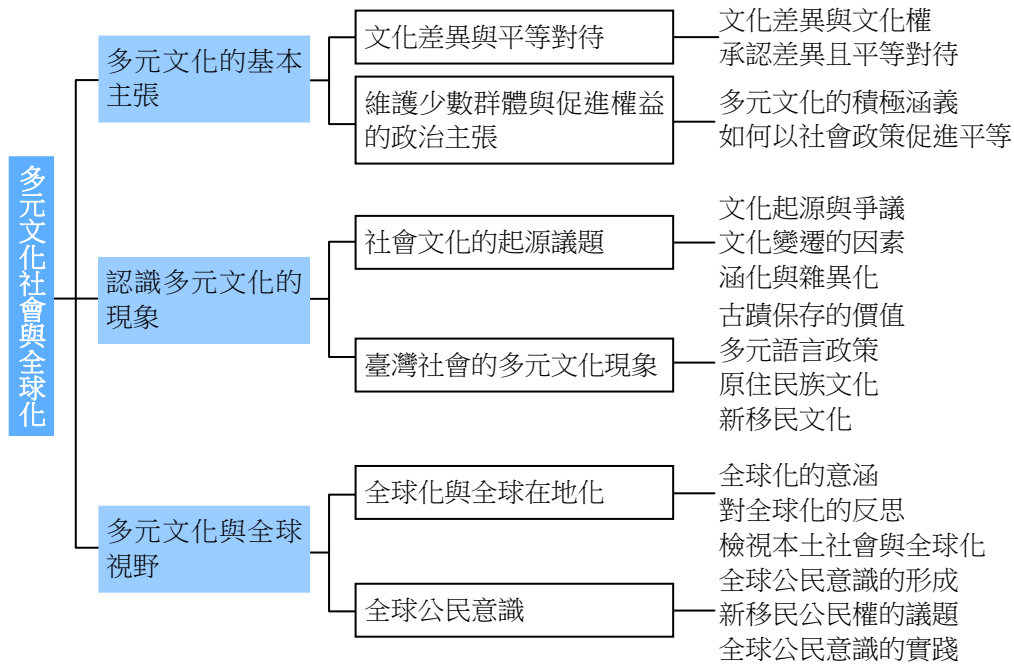 多元文化社會與全球化
多元文化的基本
主張
文化差異與平等對待
文化差異與文化權
承認差異且平等對待
維護少數群體與促進權益
的政治主張
多元文化的積極涵義
如何以社會政策促進平等
認識多元文化的
現象
社會文化的起源議題
文化起源與爭議
文化變遷的因素
涵化與雜異化
臺灣社會的多元文化現象
古蹟保存的價值
多元語言政策
原住民族文化
新移民文化
多元文化與全球
視野
全球化與全球在地化
全球化的意涵
對全球化的反思
檢視本土社會與全球化
全球公民意識
全球公民意識的形成
新移民公民權的議題
全球公民意識的實踐